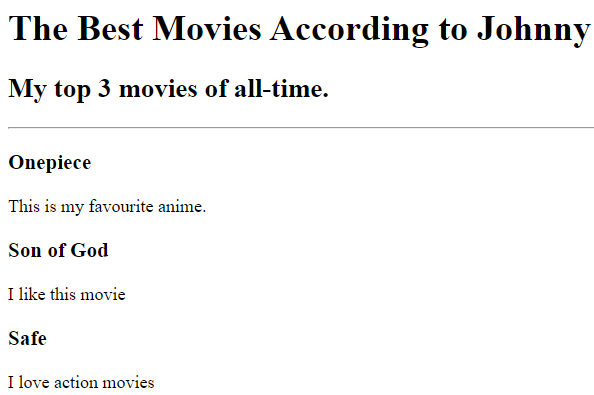 The Best Movies According to Johnny
My top 3 movies of all-time.
Onepiece
This is my favourite anime.
Son of God
I like this movie
Safe
I love action movies